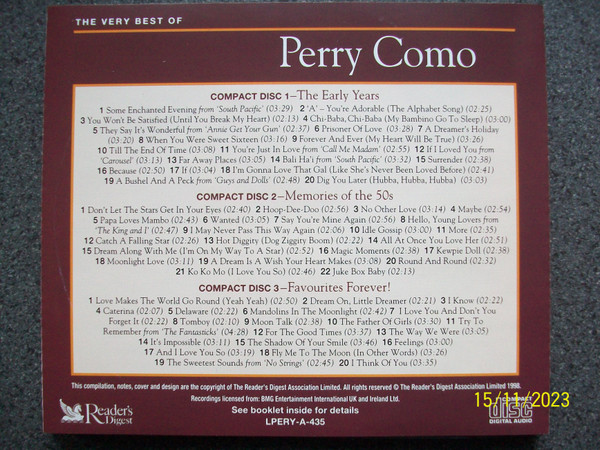 THE VERY BEST OF
Perry Como
COMPACT DISC 1–The Early Years
1 Some Enchanted Evening from 'South Pacific' (03:29) 2 'A' – You're Adorable (The Alphabet Song) (02:25)
3 You Won't Be Satisfied (Until You Break My Heart) (02:13) 4 Chi-Baba, Chi-Baba (My Bambino Go To Sleep) (03:00)
5 They Say It's Wonderful from 'Annie Get Your Gun' (02:37) 6 Prisoner Of Love (03:28) 7 A Dreamer's Holiday
(03:20) 8 When You Were Sweet Sixteen (03:16) 9 Forever And Ever (My Heart Will Be True) (03:26)
10 Till The End Of Time (03:08) 11 You're Just In Love from 'Call Me Madam' (02:55) 12 If I Loved You from
'Carousel' (03:13) 13 Far Away Places (03:05) 14 Bali Ha'i from 'South Pacific' (03:32) 15 Surrender (02:38)
16 Because (02:50) 17 If (03:04) 18 I'm Gonna Love That Gal (Like She's Never Been Loved Before) (02:41)
19 A Bushel And A Peck from 'Guys and Dolls' (02:48) 20 Dig You Later (Hubba, Hubba, Hubba) (03:03)
COMPACT DISC 2–Memories of the 50s
1 Don't Let The Stars Get In Your Eyes (02:40) 2 Hoop-Dee-Doo (02:56) 3 No Other Love (03:14) 4 Maybe (02:54)
5 Papa Loves Mambo (02:43) 6 Wanted (03:05) 7 Say You're Mine Again (02:56) 8 Hello, Young Lovers from
'The King and I' (02:47) 9 I May Never Pass This Way Again (02:06) 10 Idle Gossip (03:00) 11 More (02:35)
12 Catch A Falling Star (02:26) 13 Hot Diggity (Dog Ziggity Boom) (02:22) 14 All At Once You Love Her (02:51)
15 Dream Along With Me (I'm On My Way To A Star) (02:52) 16 Magic Moments (02:38) 17 Kewpie Doll (02:38)
18 Moonlight Love (03:11) 19 A Dream Is A Wish Your Heart Makes (03:08) 20 Round And Round (02:32)
21 Ko Ko Mo (I Love You So) (02:46) 22 Juke Box Baby (02:13)
COMPACT DISC 3–Favourites Forever!
1 Love Makes The World Go Round (Yeah Yeah) (02:50) 2 Dream On, Little Dreamer (02:21) 3 I Know (02:22)
4 Caterina (02:07) 5 Delaware (02:22) 6 Mandolins In The Moonlight (02:42) 7 I Love You And Don't You
Forget It (02:02) 8 Tomboy (02:10) 9 Moon Talk (02:38) 10 The Father Of Girls (03:30) 11 Try To
Remember from 'The Fantasticks' (04:28) 12 For The Good Times (03:37) 13 The Way We Were (03:05)
14 It's Impossible (03:11) 15 The Shadow Of Your Smile (02:46) 16 Feelings (03:00)
17 And I Love You So (03:19) 18 Fly Me To The Moon (In Other Words) (03:26)
19 The Sweetest Sounds from 'No Strings' (02:45) 20 I Think Of You (03:35)
This compilation, notes, cover and design are the copyright of The Reader's Digest Association Limited. All rights reserved © The Reader's Digest Association Limited 1998.
Recordings licensed from: BMG Entertainment International UK and Ireland Ltd.
See booklet inside for details
LPERY-A-435
Reader's
Digest
COMPACT
disc
DIGITAL AUDIO
15/11/2023